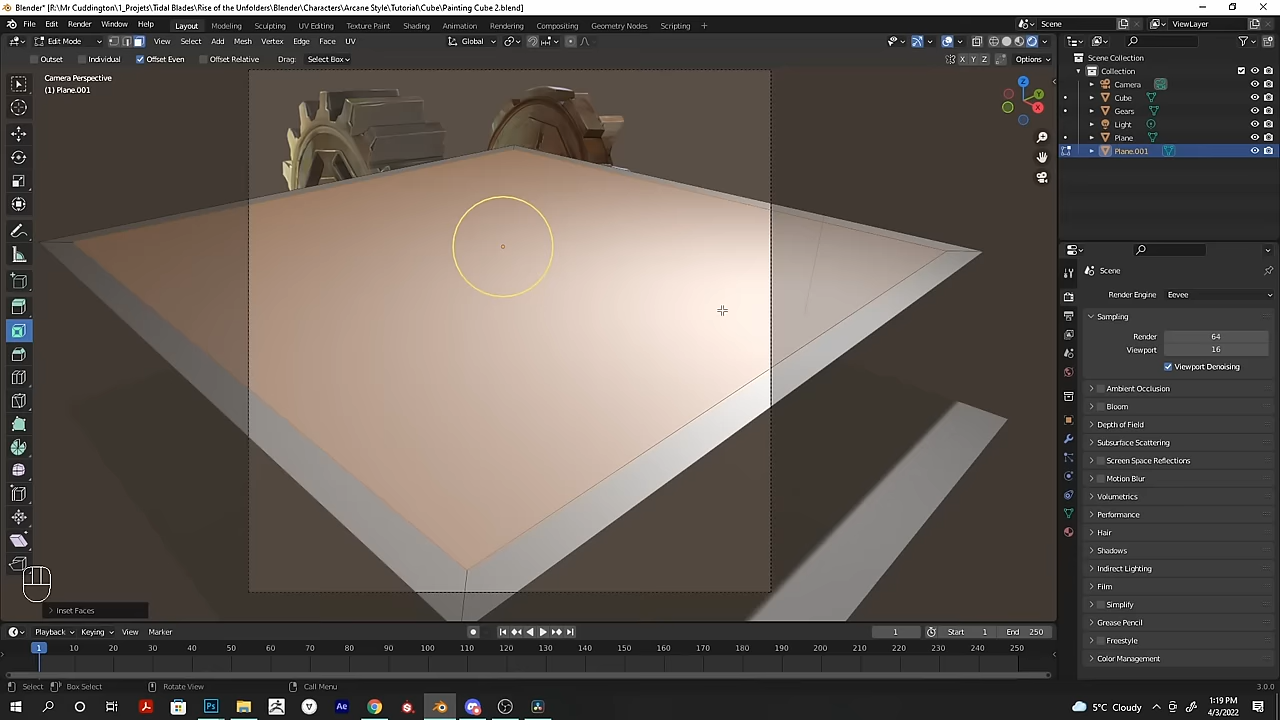 Blender* [R:\Mr Cuddington\1_Projets\Tidal Blades\Rise of the Unfolders\Blender\Characters\Arcane Style\Tutorial\Cube\Painting Cube 2.blend]
File Edit Render Window Help Layout Modeling Sculpting UV Editing Texture Paint Shading Animation Rendering Compositing Geometry Nodes Scripting + Scene ViewLayer
Edit Mode View Select Add Mesh Vertex Edge Face UV Global
Outset Individual Offset Even Offset Relative Drag: Select Box X Y Z Options
Camera Perspective
(1) Plane.001
Z
Y
X
Inset Faces
Scene Collection
Collection
Camera
Cube
Gears
Light
Plane
Plane.001
Scene
Render Engine Eevee
Sampling
Render 64
Viewport 16
Viewport Denoising
Ambient Occlusion
Bloom
Depth of Field
Subsurface Scattering
Screen Space Reflections
Motion Blur
Volumetrics
Performance
Hair
Shadows
Indirect Lighting
Film
Simplify
Grease Pencil
Freestyle
Color Management
Playback Keying View Marker 1 Start 1 End 250
1 10 20 30 40 50 60 70 80 90 100 110 120 130 140 150 160 170 180 190 200 210 220 230 240 250
Select Box Select Rotate View Call Menu 3.0.0
Ps Ae 5°C Cloudy 1:19 PM
4/3/2022